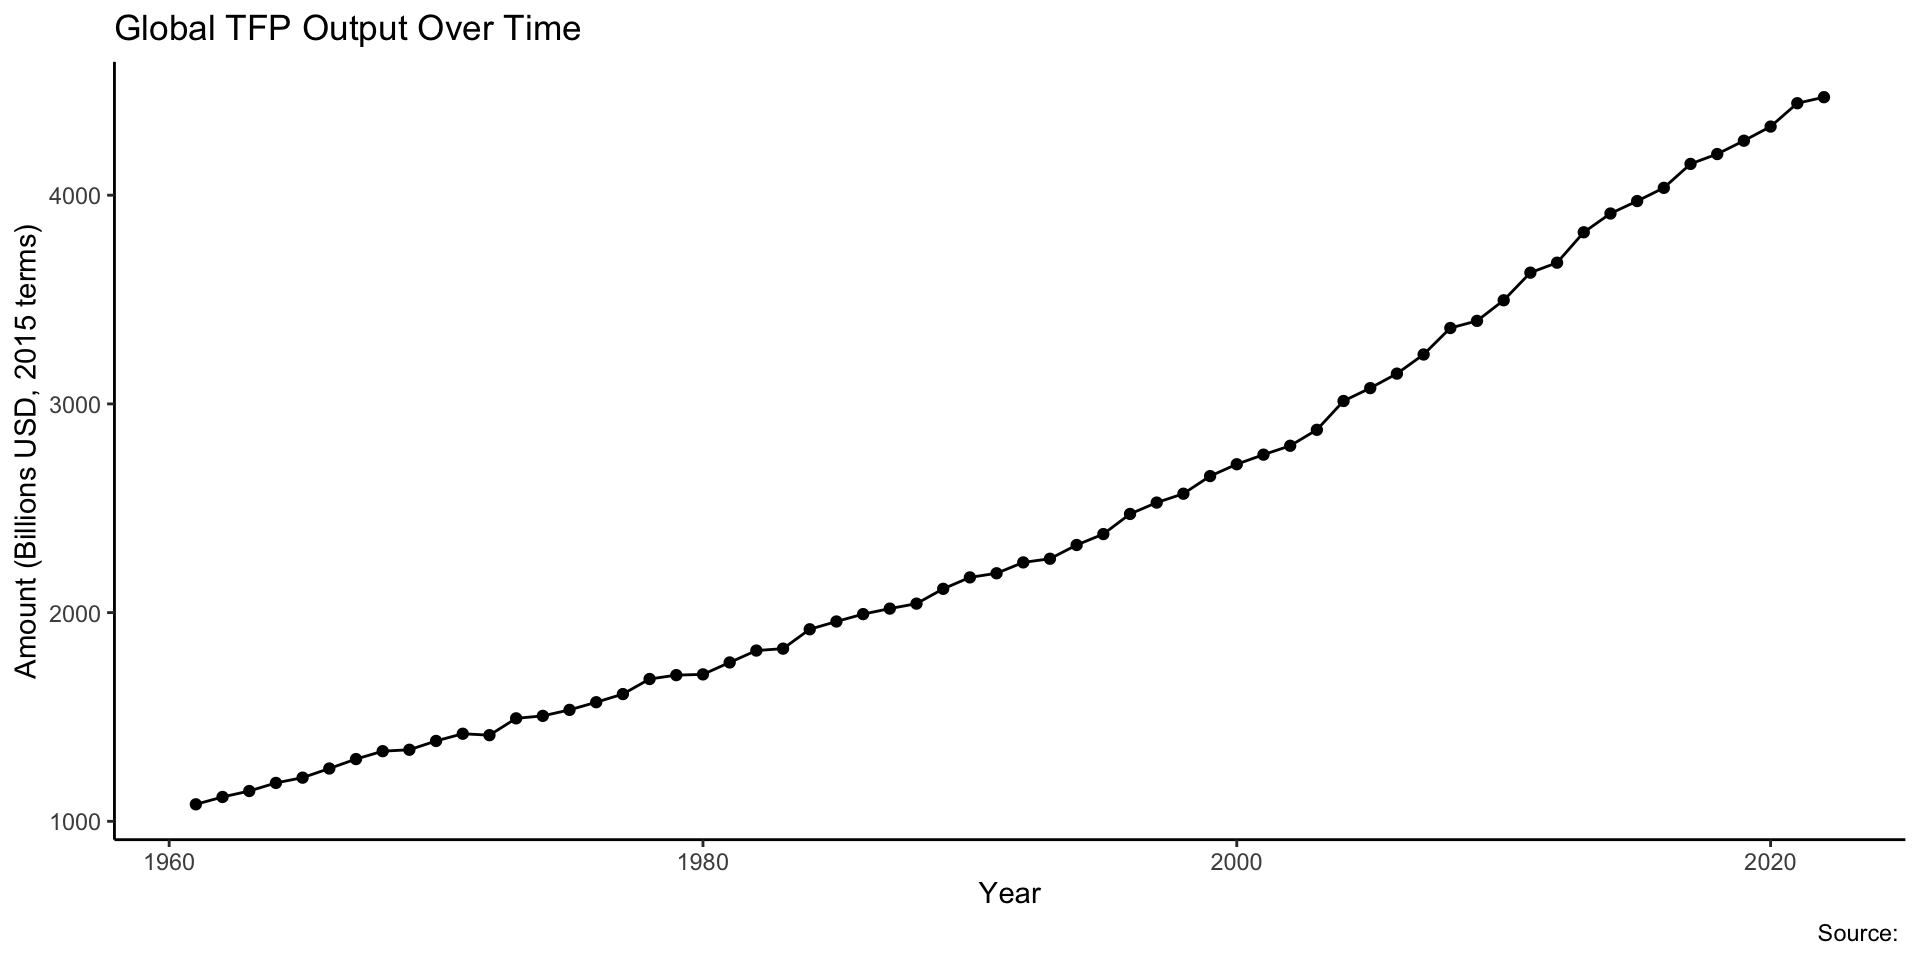 Global TFP Output Over Time
Amount (Billions USD, 2015 terms)
4000
3000
2000
1000
1960 1980 2000 2020
Year
Source: